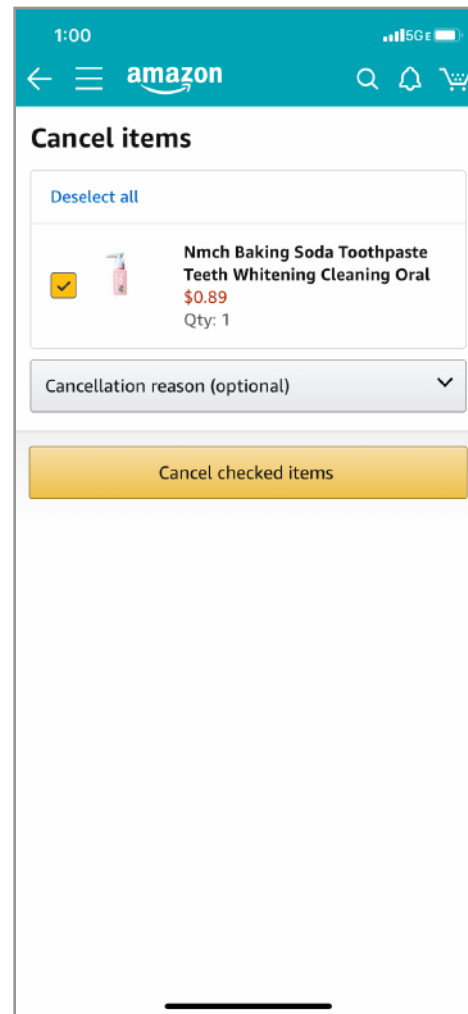 1:00
5GE
amazon
Cancel items
Deselect all
Nmch Baking Soda Toothpaste
Teeth Whitening Cleaning Oral
$0.89
Qty: 1
Cancellation reason (optional)
Cancel checked items